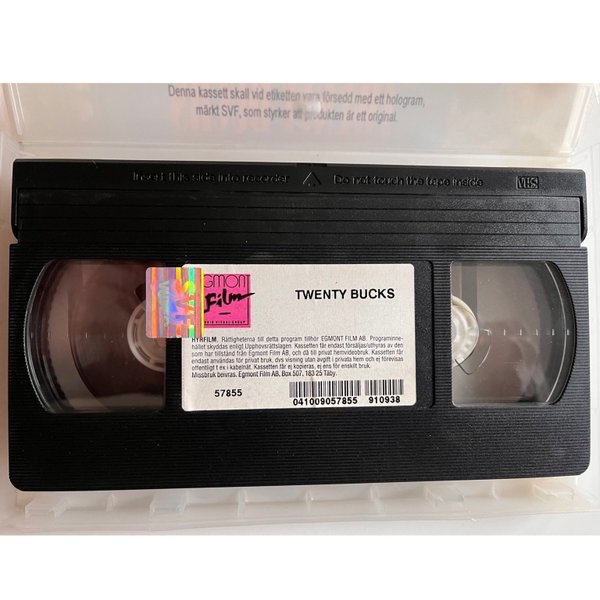 Denna kassett skall vid etiketten vara försedd med ett hologram,
märkt SVF, som styrker att produkten är ett original.
Insert this side into recorder
Do not touch the tape inside
VHS
EGMONT
Film
TWENTY BUCKS
HYRFILM. Rättigheterna till detta program tillhör EGMONT FILM AB. Programinne-
hållet skyddas enligt Upphovsrättslagen. Kassetten får endast försäljas/uthyras av den
som har tillstånd från Egmont Film AB, och då till privat hemvideobruk. Kassetten får
endast användas för privat bruk, dvs visning utan avgift i privata hem och ej förevisas
offentligt t ex i kabelnät. Kassetten får ej kopieras, ej ens för enskilt bruk.
Missbruk beivras. Egmont Film AB, Box 507, 183 25 Täby.
57855
041009057855 910938